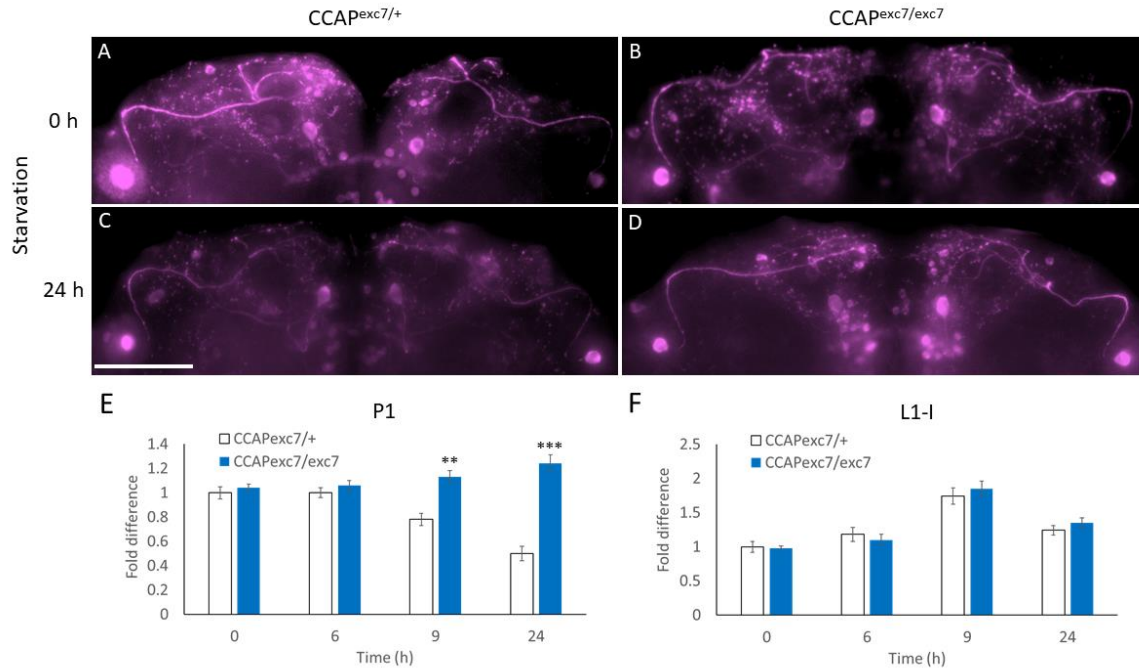 CCAPexc7/+
CCAPexc7/exc7
A
B
Starvation
0 h
C
D
24 h
E
P1
CCAPexc7/+
CCAPexc7/exc7
Fold difference
1.4
1.2
1
0.8
0.6
0.4
0.2
0
**
***
0 6 9 24
Time (h)
F
L1-I
CCAPexc7/+
CCAPexc7/exc7
Fold difference
2.5
2
1.5
1
0.5
0
0 6 9 24
Time (h)